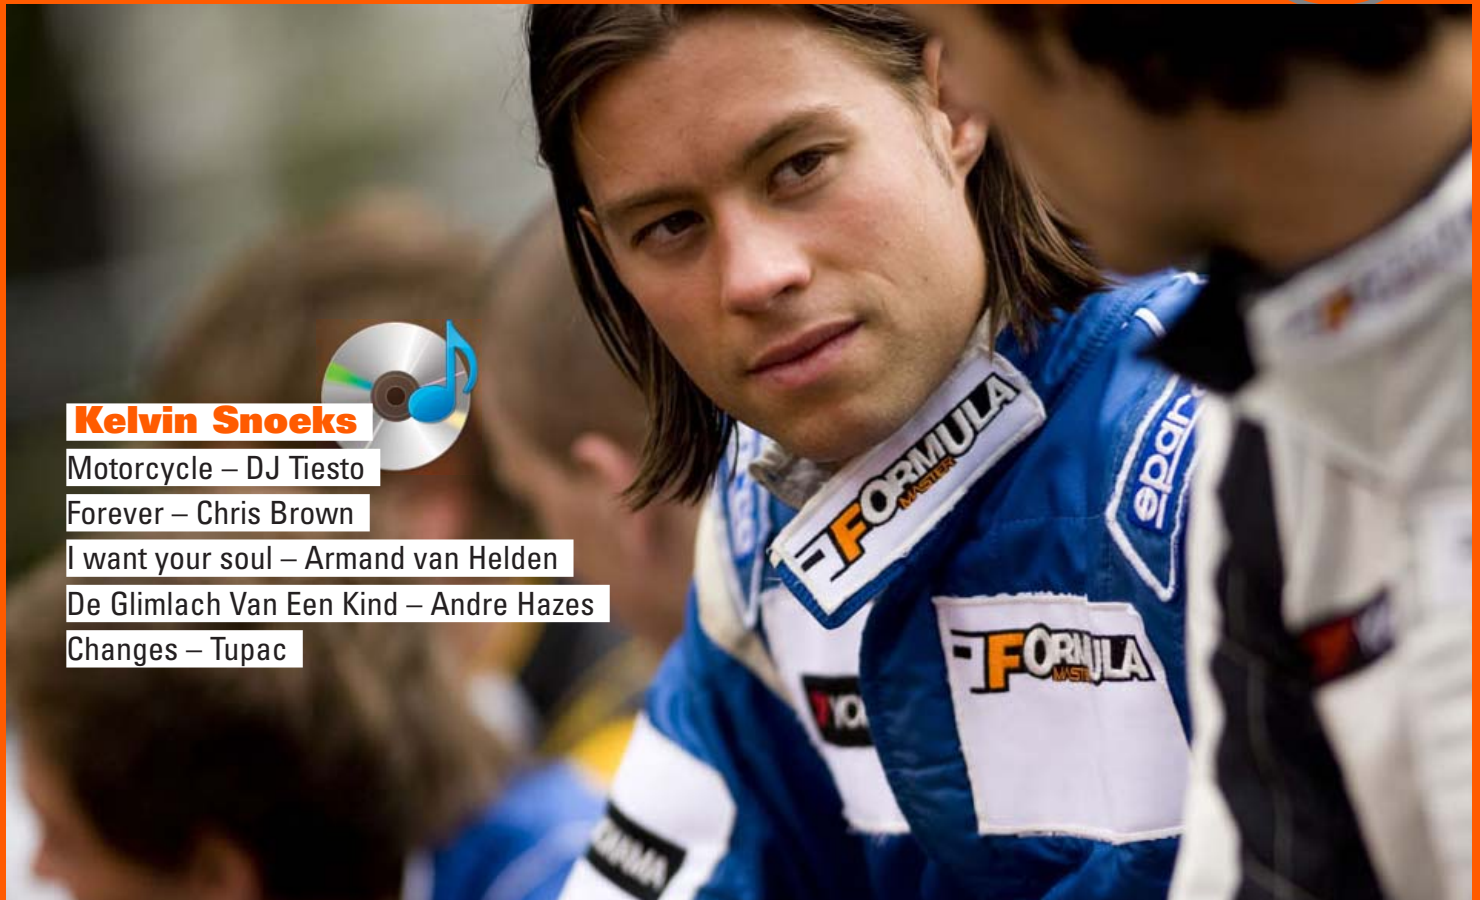 Kelvin Snoeks
Motorcycle – DJ Tiesto
Forever – Chris Brown
I want your soul – Armand van Helden
De Glimlach Van Een Kind – Andre Hazes
Changes – Tupac
FORMULA
MASTER
FORMULA
MASTER